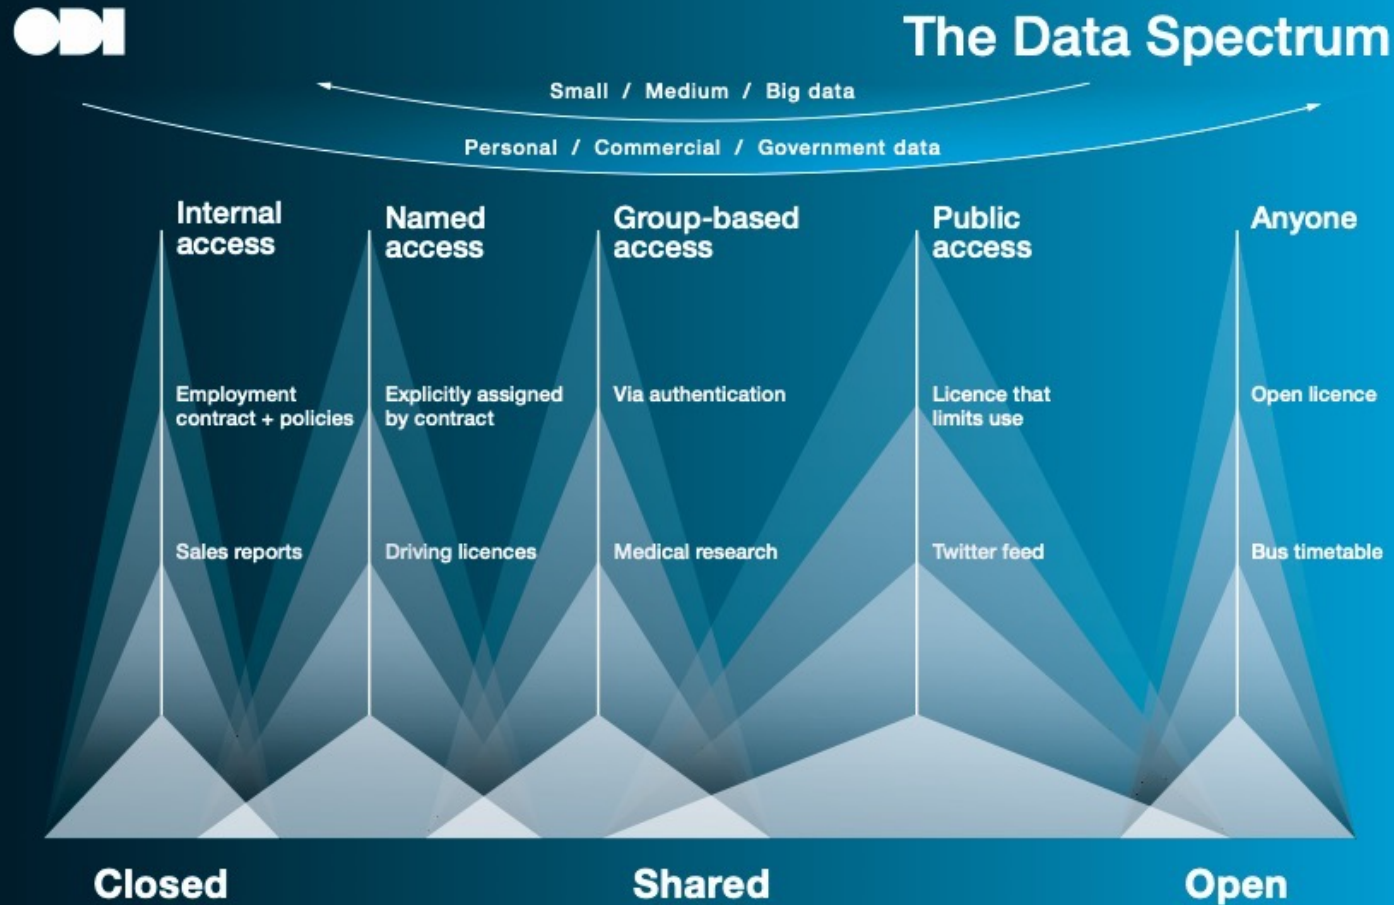 ODI
The Data Spectrum
Small / Medium / Big data
Personal / Commercial / Government data
Internal
access
Named
access
Group-based
access
Public
access
Anyone
Employment
contract + policies
Explicitly assigned
by contract
Via authentication
Licence that
limits use
Open licence
Sales reports
Driving licences
Medical research
Twitter feed
Bus timetable
Closed
Shared
Open